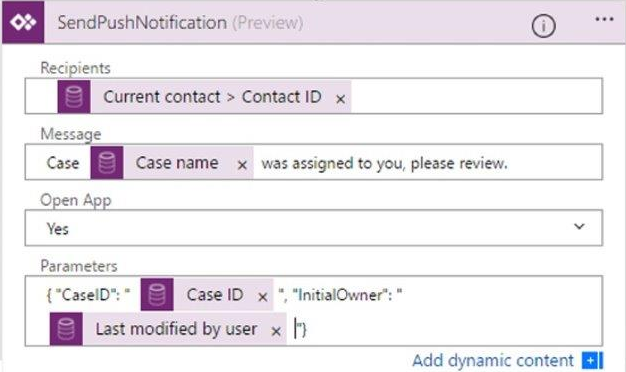 SendPushNotification (Preview)
Recipients
Current contact > Contact ID x
Message
Case Case name x was assigned to you, please review.
Open App
Yes
Parameters
{ "CaseID": " Case ID x ", "InitialOwner": "
Last modified by user x "}
Add dynamic content